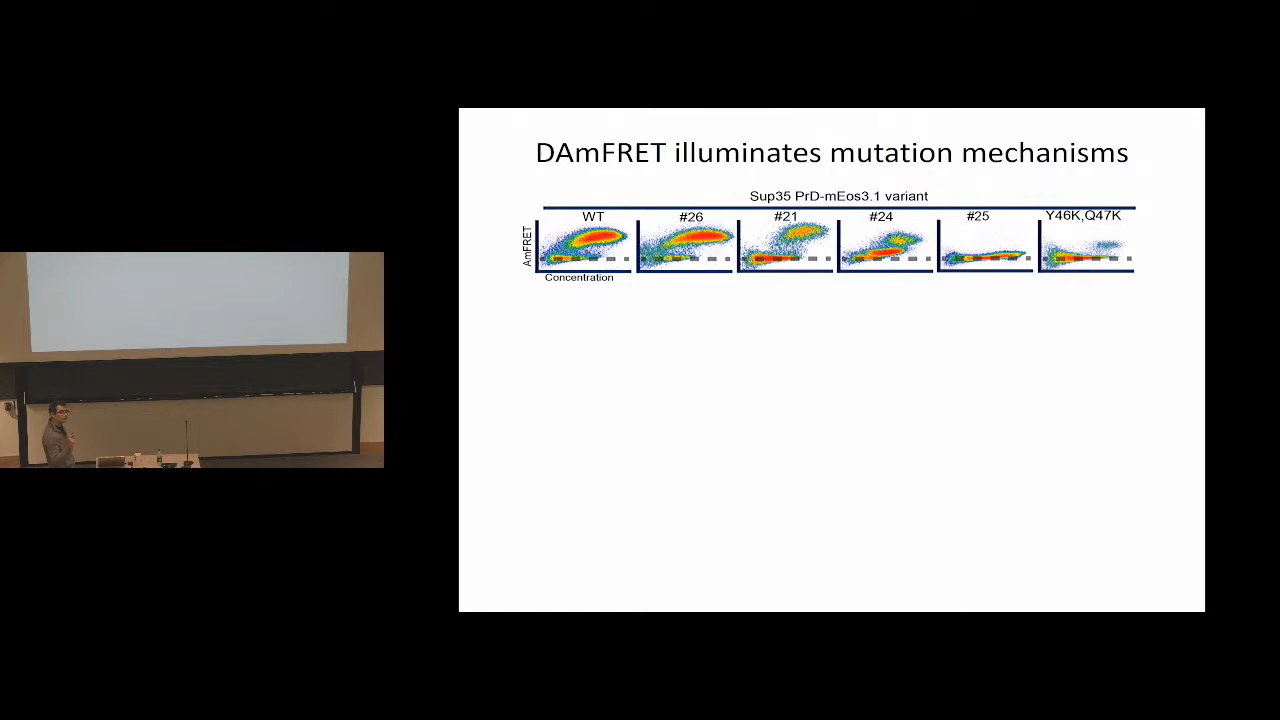 DAmFRET illuminates mutation mechanisms
Sup35 PrD-mEos3.1 variant
WT #26 #21 #24 #25 Y46K,Q47K
AmFRET
Concentration